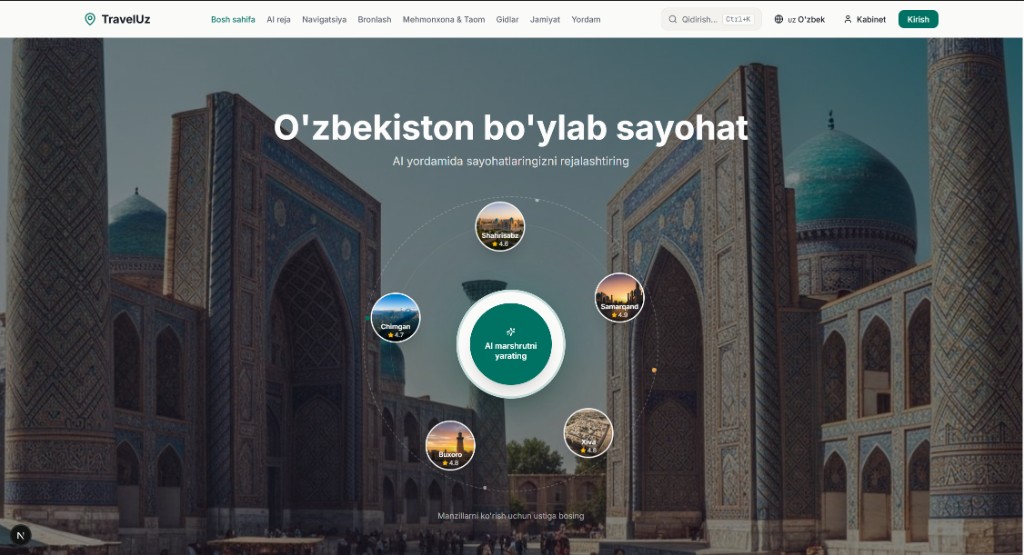 TravelUz
Bosh sahifa
AI reja
Navigatsiya
Bronlash
Mehmonxona & Taom
Gidlar
Jamiyat
Yordam
Qidirish...
Ctrl+K
uz O'zbek
Kabinet
Kirish
O'zbekiston bo'ylab sayohat
AI yordamida sayohatlaringizni rejalashtiring
Shahrisabz
4.8
Samarqand
4.9
Chimgan
4.7
AI marshrutni
yarating
Buxoro
4.8
Xiva
4.8
Manzillarni ko'rish uchun ustiga bosing
N